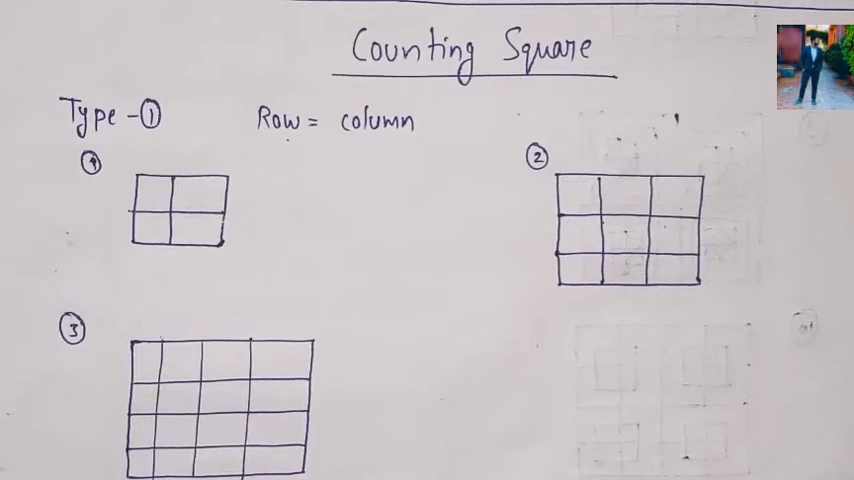 Counting Square
Type - ① Row = column
① ②
③